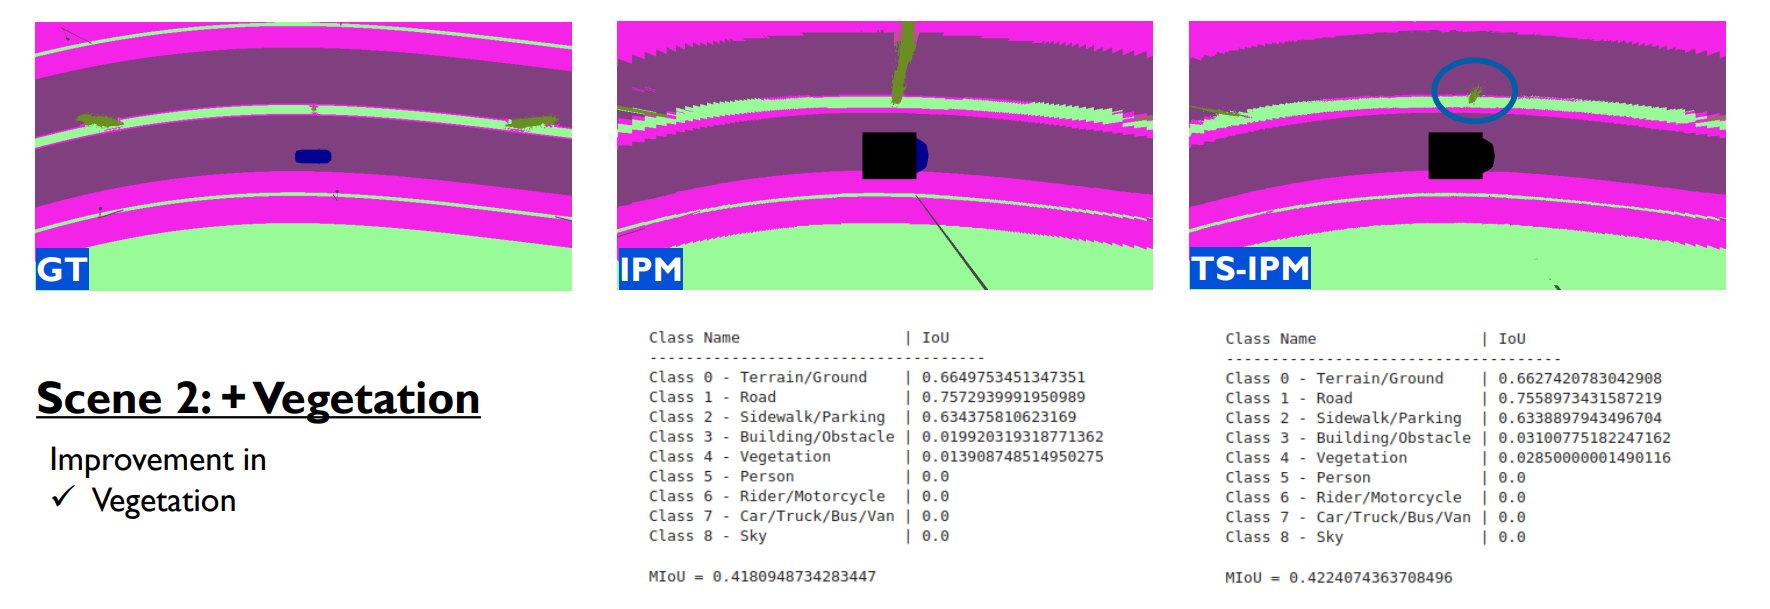 GT
IPM
TS-IPM
Scene 2: + Vegetation
Improvement in
✓ Vegetation
Class Name | IoU
-------------------------------------
Class 0 - Terrain/Ground | 0.6649753451347351
Class 1 - Road | 0.7572939991950989
Class 2 - Sidewalk/Parking | 0.634375810623169
Class 3 - Building/Obstacle | 0.019920319318771362
Class 4 - Vegetation | 0.013908748514950275
Class 5 - Person | 0.0
Class 6 - Rider/Motorcycle | 0.0
Class 7 - Car/Truck/Bus/Van | 0.0
Class 8 - Sky | 0.0
MIoU = 0.4180948734283447
Class Name | IoU
-------------------------------------
Class 0 - Terrain/Ground | 0.6627420783042908
Class 1 - Road | 0.7558973431587219
Class 2 - Sidewalk/Parking | 0.6338897943496704
Class 3 - Building/Obstacle | 0.03100775182247162
Class 4 - Vegetation | 0.02850000001490116
Class 5 - Person | 0.0
Class 6 - Rider/Motorcycle | 0.0
Class 7 - Car/Truck/Bus/Van | 0.0
Class 8 - Sky | 0.0
MIoU = 0.4224074363708496